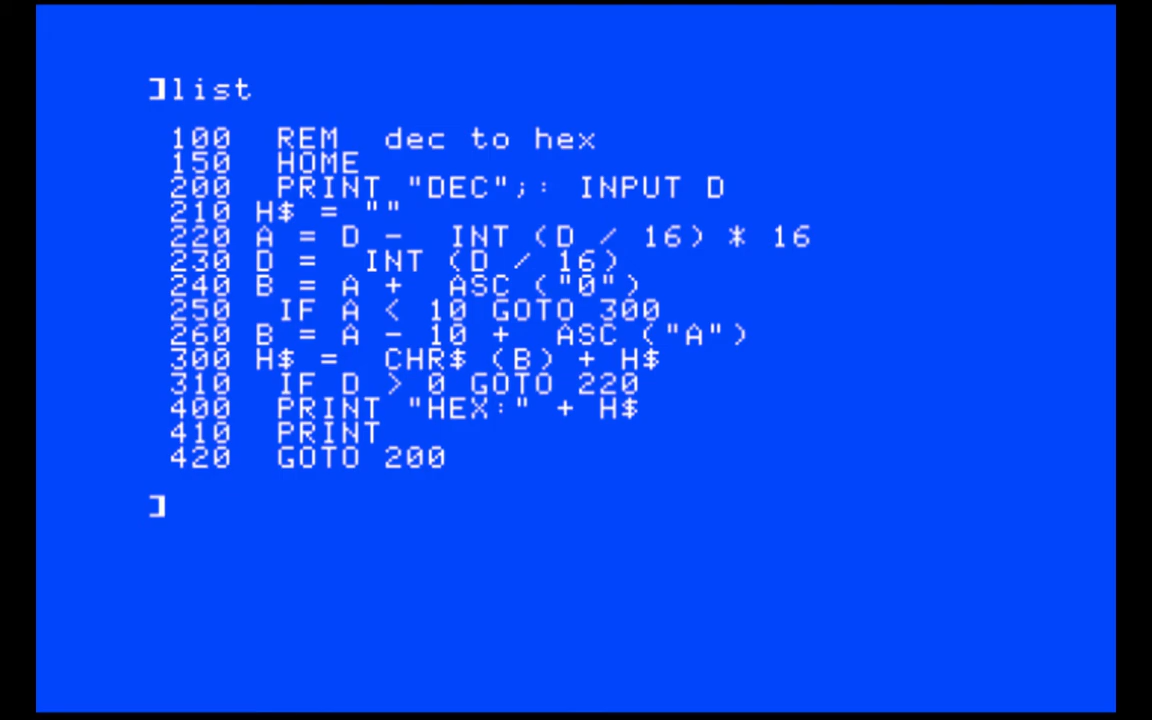 ]list
100  REM  dec to hex
150  HOME
200  PRINT "DEC";: INPUT D
210 H$ = ""
220 A = D -  INT (D / 16) * 16
230 D =  INT (D / 16)
240 B = A +  ASC ("0")
250  IF A < 10 GOTO 300
260 B = A - 10 +  ASC ("A")
300 H$ =  CHR$ (B) + H$
310  IF D > 0 GOTO 220
400  PRINT "HEX:" + H$
410  PRINT
420  GOTO 200
]